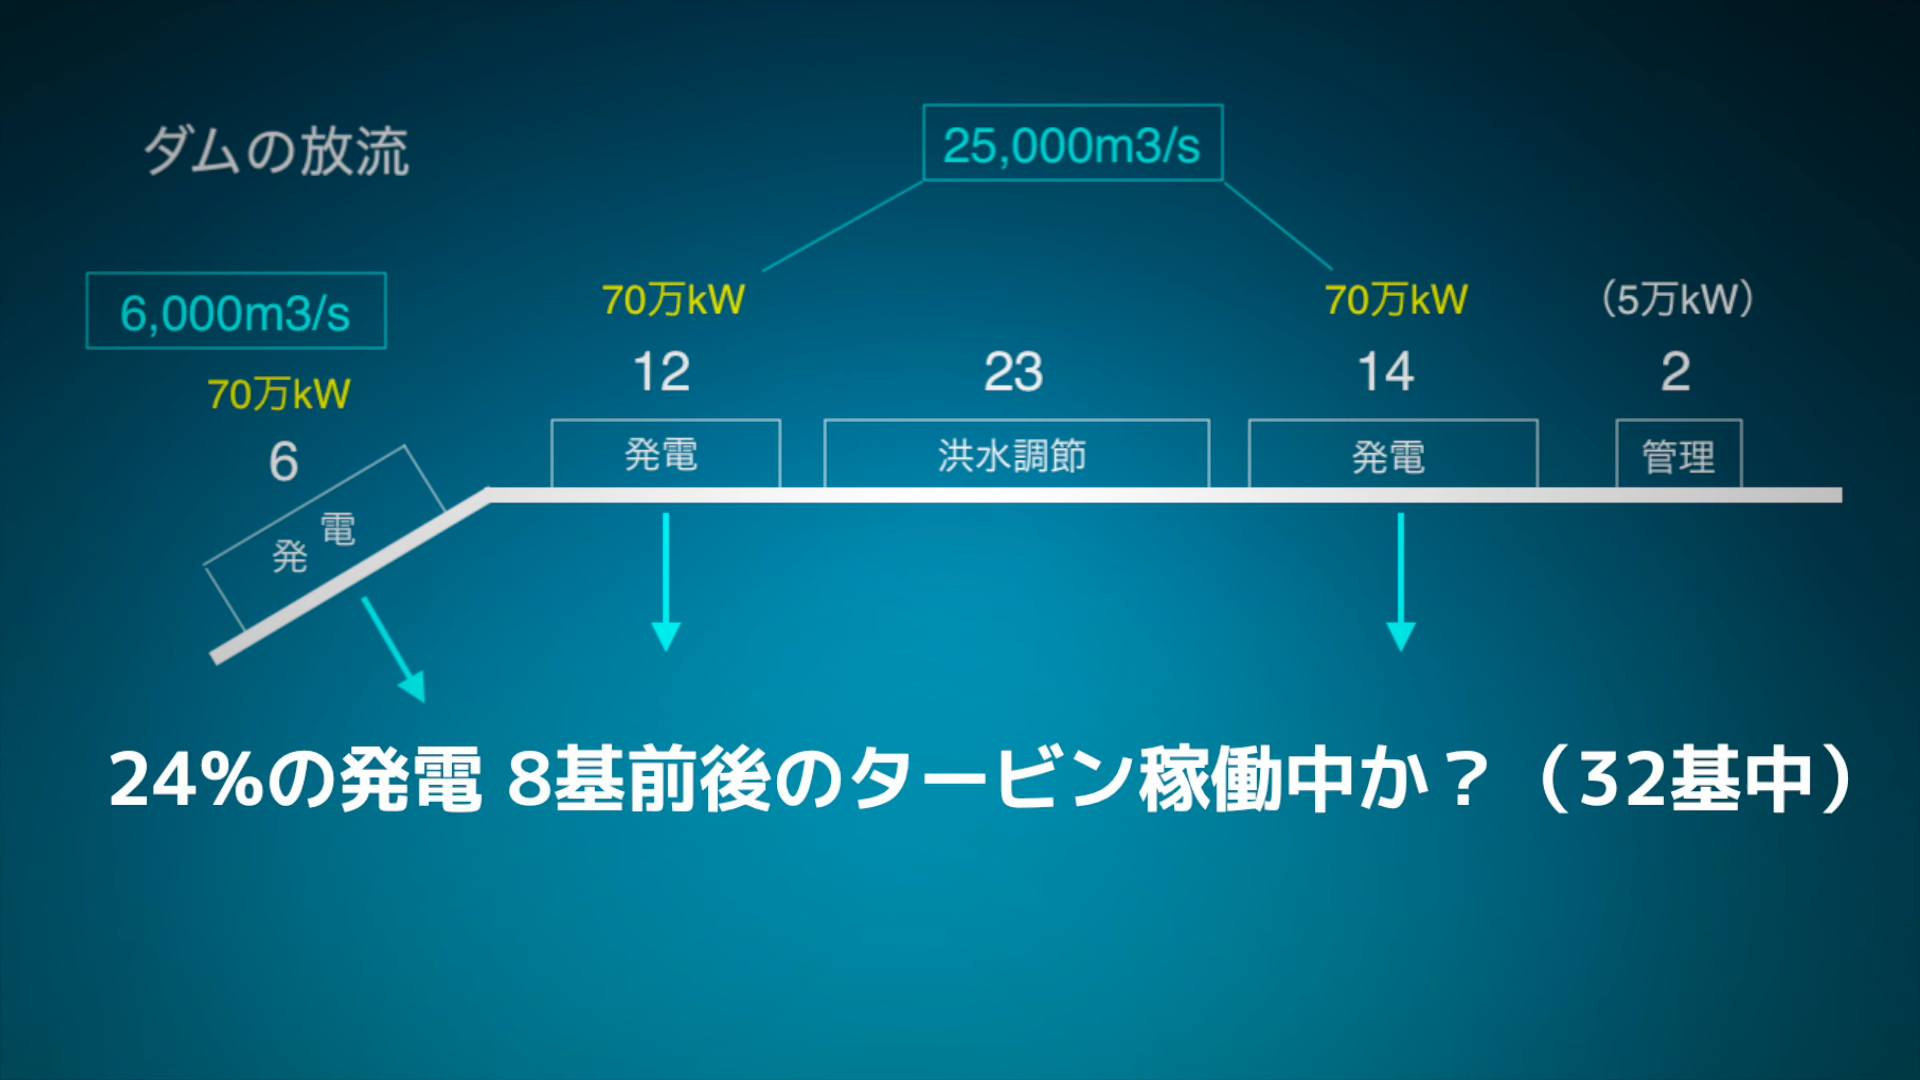 ダムの放流
25,000m3/s
6,000m3/s
70万kW
6
発電
70万kW
12
発電
23
洪水調節
70万kW
14
発電
（5万kW）
2
管理
24%の発電 8基前後のタービン稼働中か？（32基中）